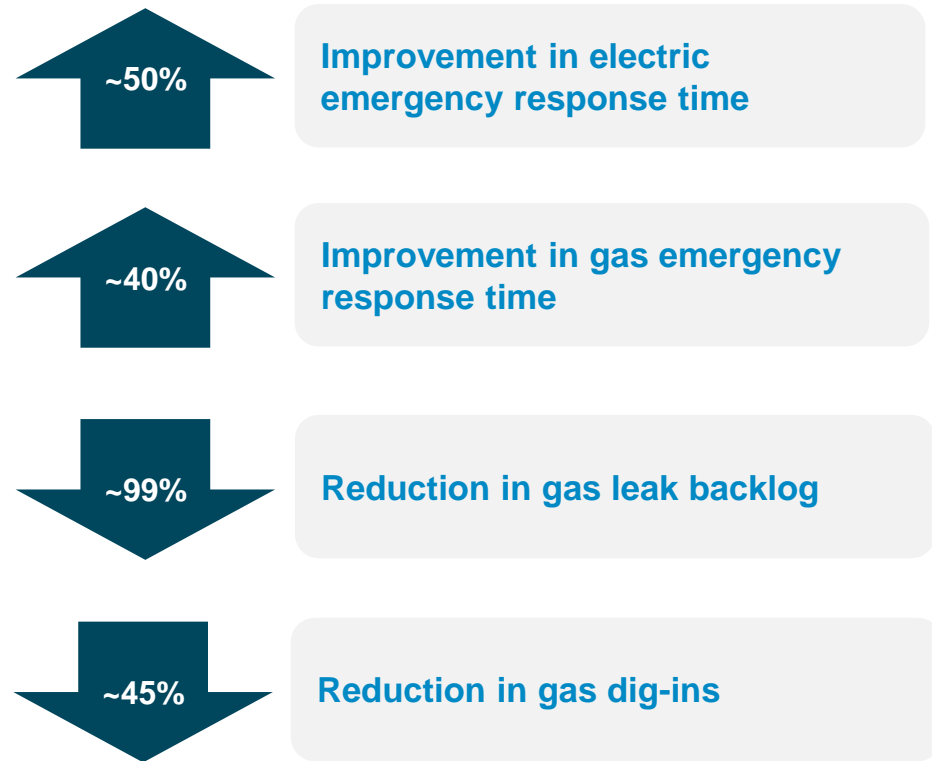 ~50%
Improvement in electric
emergency response time
~40%
Improvement in gas emergency
response time
~99%
Reduction in gas leak backlog
~45%
Reduction in gas dig-ins